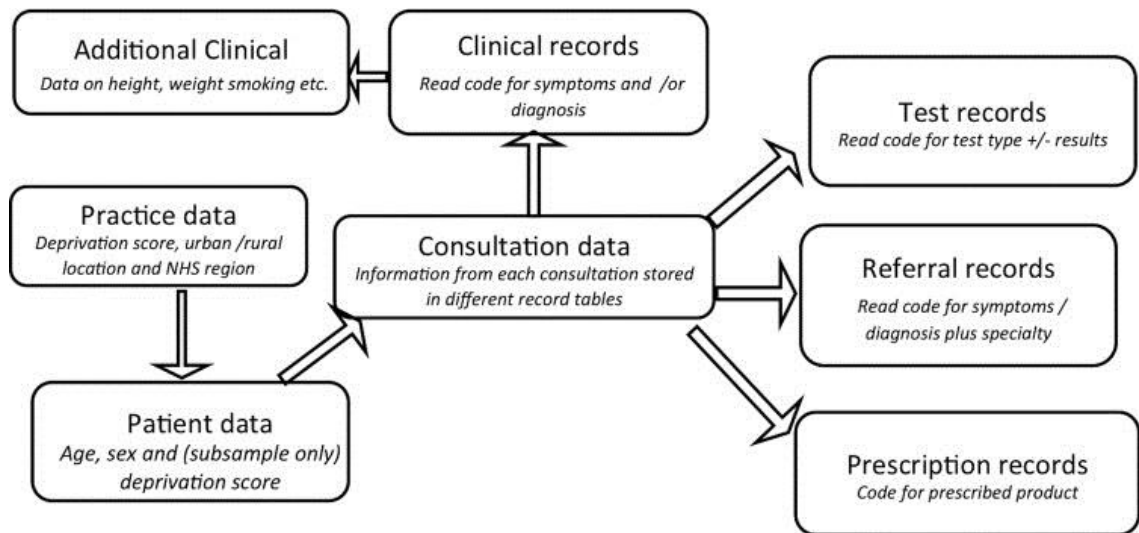 Additional Clinical
Data on height, weight smoking etc.
Clinical records
Read code for symptoms and /or
diagnosis
Test records
Read code for test type +/- results
Practice data
Deprivation score, urban /rural
location and NHS region
Consultation data
Information from each consultation stored
in different record tables
Referral records
Read code for symptoms /
diagnosis plus specialty
Patient data
Age, sex and (subsample only)
deprivation score
Prescription records
Code for prescribed product